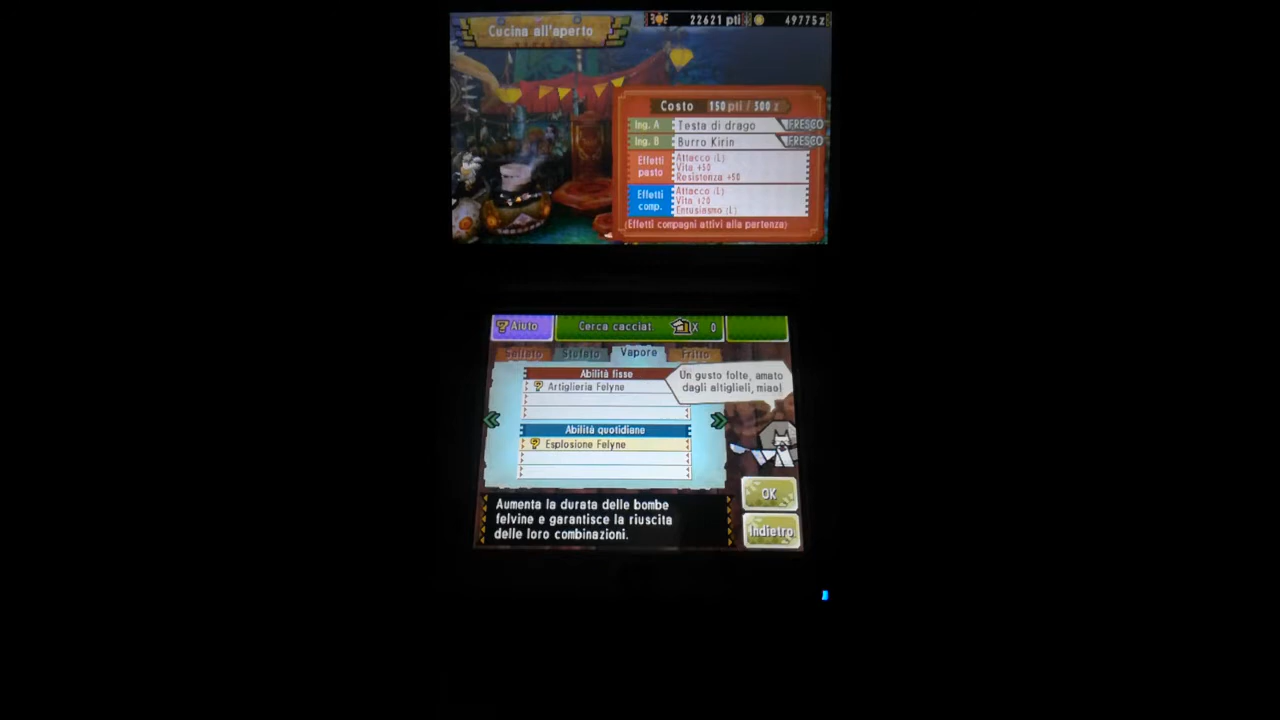 Cucina all'aperto
22621 pti
49775 z
Costo 150 pti / 500 z
Ing. A Testa di drago FRESCO
Ing. B Burro Kirin FRESCO
Effetti pasto
Attacco (L)
Vita +50
Resistenza +50
Effetti comp.
Attacco (L)
Vita +20
Entusiasmo (L)
(Effetti compagni attivi alla partenza)
? Aiuto
Cerca cacciat. X 0
Saltato Stufato Vapore Fritto
Abilità fisse
? Artiglieria Felyne
Un gusto folte, amato
dagli altiglieli, miao!
Abilità quotidiane
? Esplosione Felyne
OK
Indietro
Aumenta la durata delle bombe
felvine e garantisce la riuscita
delle loro combinazioni.